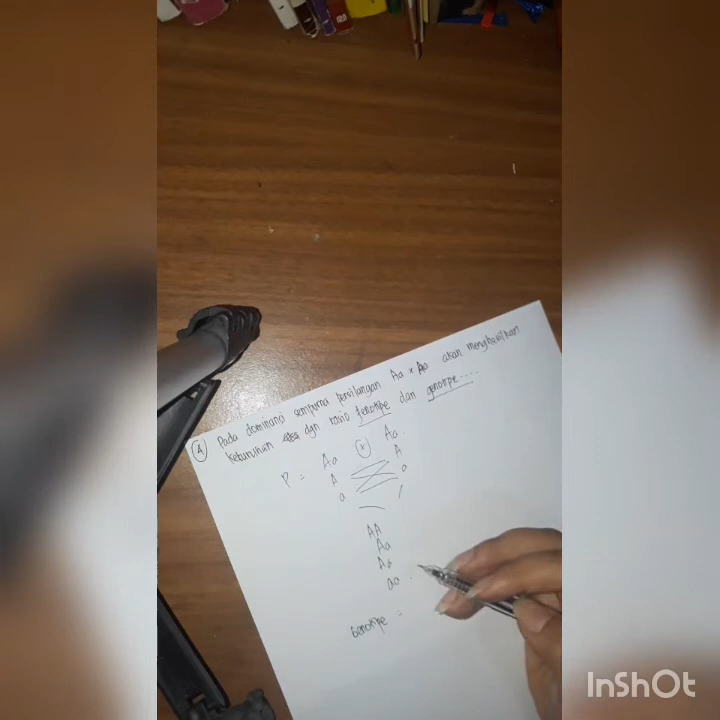 4 Pada dominansi sempurna persilangan Aa x Aa akan menghasilkan
keturunan dgn rasio fenotipe dan genotipe....
P = Aa x Aa
A A
a a
AA
Aa
Aa
aa
Genotipe =
InShOt